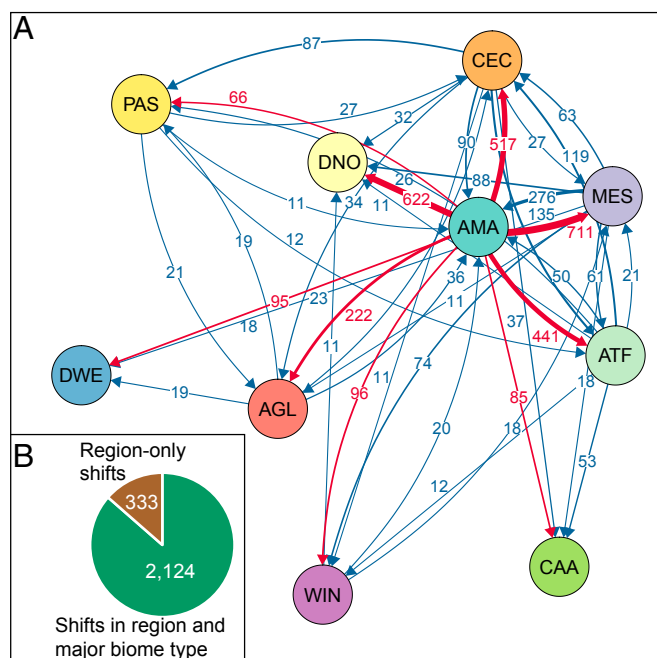 A
87
CEC
PAS
66
63
27
32
90
517
27
119
DNO
26
88
MES
622
276
11
34
11
135
AMA
711
19
12
21
36
50
61
21
95
23
11
18
222
37
441
ATF
DWE
11
74
19
AGL
11
96
85
18
20
18
53
12
B
Region-only
shifts
333
2,124
Shifts in region and
major biome type
WIN
CAA